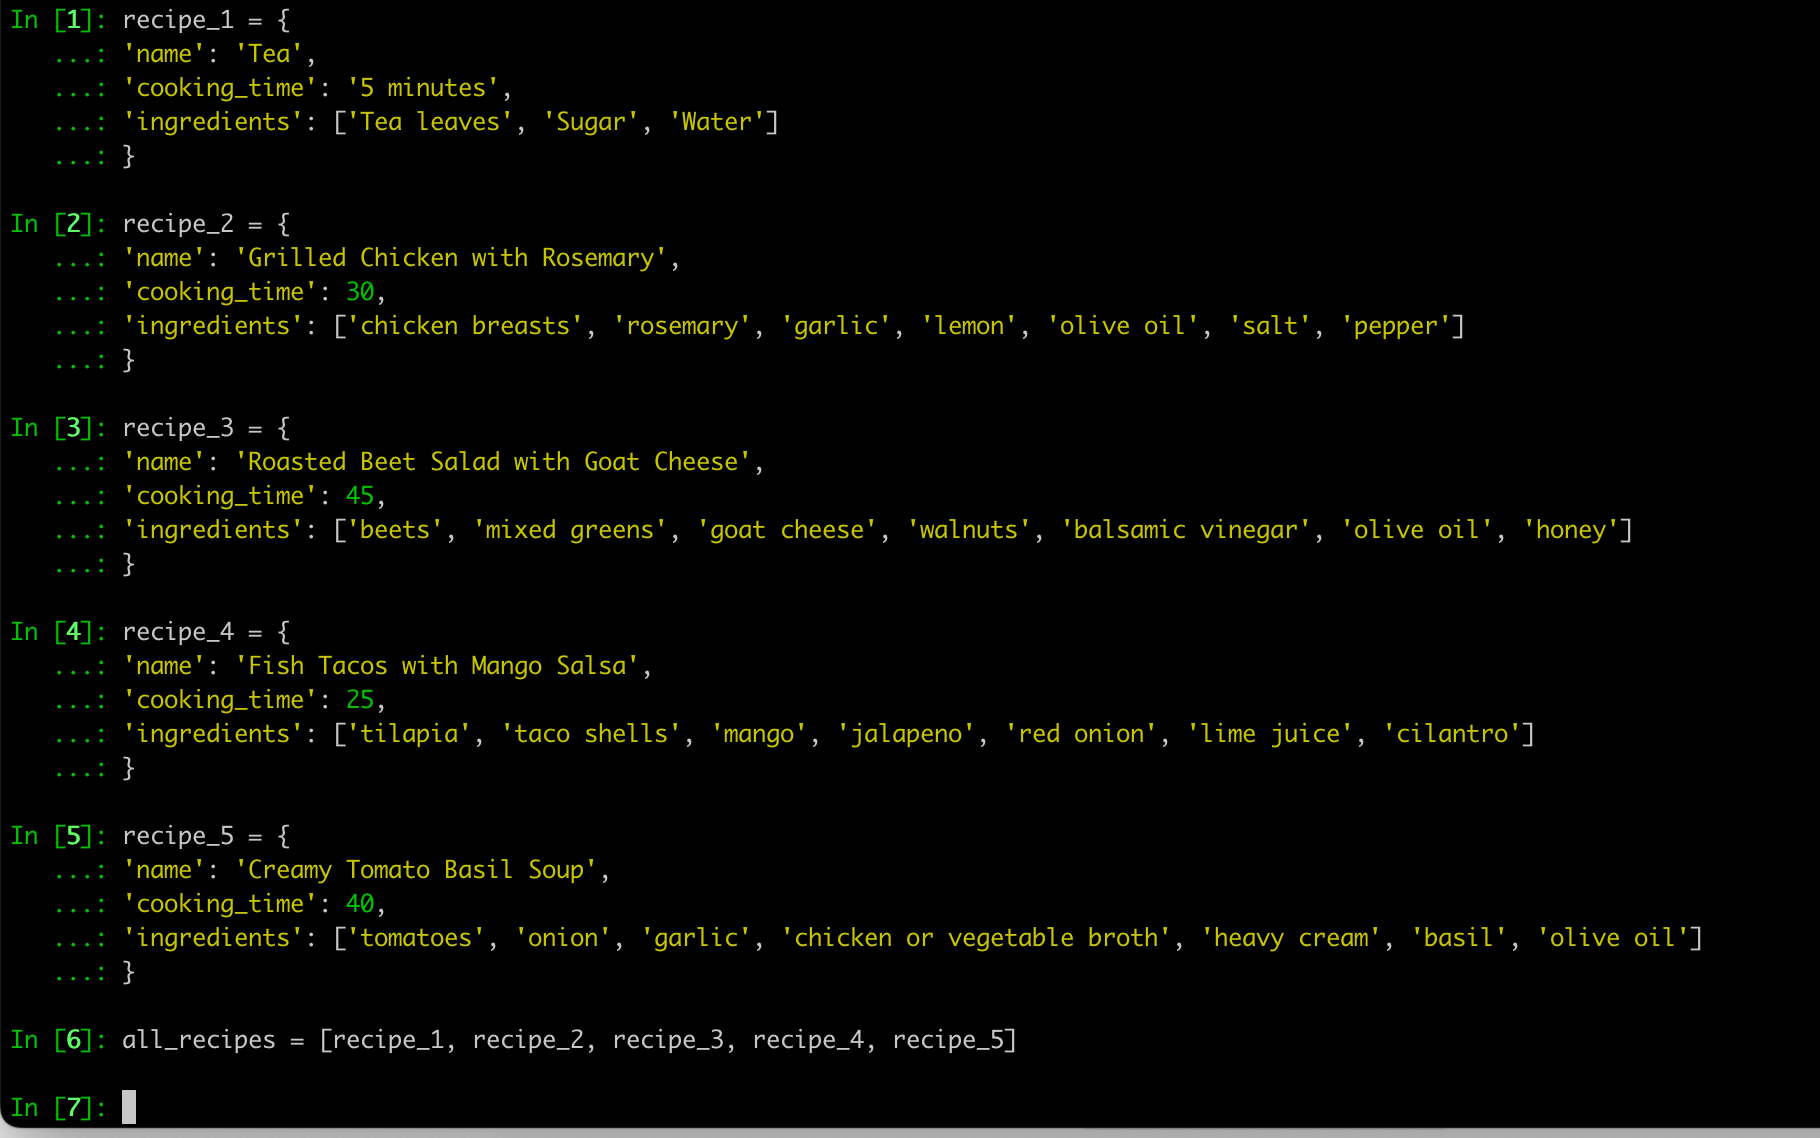 In [1]: recipe_1 = {
   ...: 'name': 'Tea',
   ...: 'cooking_time': '5 minutes',
   ...: 'ingredients': ['Tea leaves', 'Sugar', 'Water']
   ...: }
In [2]: recipe_2 = {
   ...: 'name': 'Grilled Chicken with Rosemary',
   ...: 'cooking_time': 30,
   ...: 'ingredients': ['chicken breasts', 'rosemary', 'garlic', 'lemon', 'olive oil', 'salt', 'pepper']
   ...: }
In [3]: recipe_3 = {
   ...: 'name': 'Roasted Beet Salad with Goat Cheese',
   ...: 'cooking_time': 45,
   ...: 'ingredients': ['beets', 'mixed greens', 'goat cheese', 'walnuts', 'balsamic vinegar', 'olive oil', 'honey']
   ...: }
In [4]: recipe_4 = {
   ...: 'name': 'Fish Tacos with Mango Salsa',
   ...: 'cooking_time': 25,
   ...: 'ingredients': ['tilapia', 'taco shells', 'mango', 'jalapeno', 'red onion', 'lime juice', 'cilantro']
   ...: }
In [5]: recipe_5 = {
   ...: 'name': 'Creamy Tomato Basil Soup',
   ...: 'cooking_time': 40,
   ...: 'ingredients': ['tomatoes', 'onion', 'garlic', 'chicken or vegetable broth', 'heavy cream', 'basil', 'olive oil']
   ...: }
In [6]: all_recipes = [recipe_1, recipe_2, recipe_3, recipe_4, recipe_5]
In [7]: